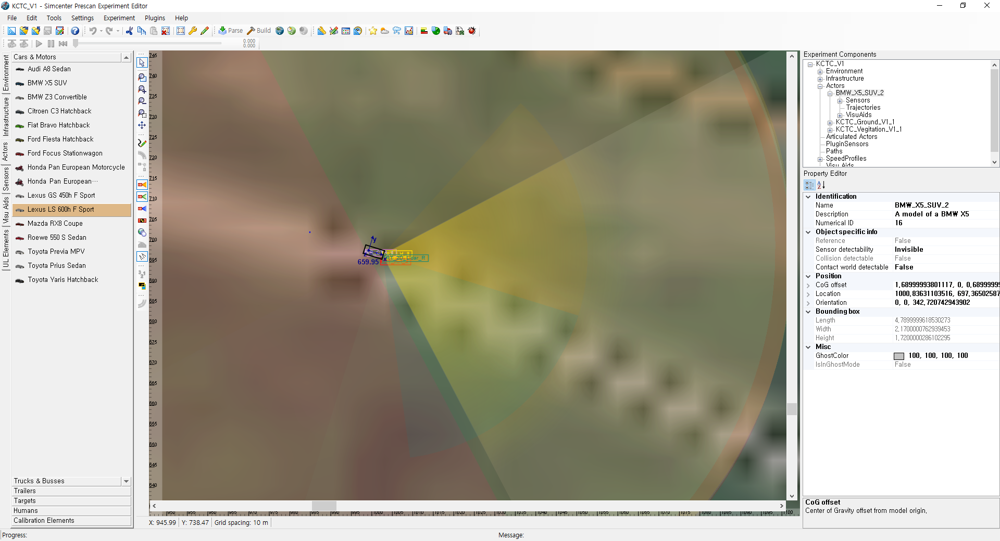 KCTC_V1 - Simcenter Prescan Experiment Editor
File Edit Tools Settings Experiment Plugins Help
Parse Build
0.000
0.000
Environment
Infrastructure
Actors
Sensors
Visu Aids
UL Elements
Cars & Motors
Audi A8 Sedan
BMW X5 SUV
BMW Z3 Convertible
Citroen C3 Hatchback
Fiat Bravo Hatchback
Ford Fiesta Hatchback
Ford Focus Stationwagon
Honda Pan European Motorcycle
Honda Pan European…
Lexus GS 450h F Sport
Lexus LS 600h F Sport
Mazda RX8 Coupe
Roewe 550 S Sedan
Toyota Previa MPV
Toyota Prius Sedan
Toyota Yaris Hatchback
Trucks & Busses
Trailers
Targets
Humans
Calibration Elements
745
740
735
730
725
720
715
710
705
700
695
690
685
680
675
670
665
660
655
650
645
640
y
x
659.95
950 955 960 965 970 975 980 985 990 995 1000 1005 1010 1015 1020 1025 1030 1035 1040 1045 1050 1055 1060 1065 1070 1075 1080 1085 1090 1095 1100
X: 945.99 Y: 738.47 Grid spacing: 10 m
Progress: Message:
Experiment Components
KCTC_V1
Environment
Infrastructure
Actors
BMW_X5_SUV_2
Sensors
Trajectories
VisuAids
KCTC_Ground_V1_1
KCTC_Vegitation_V1_1
Articulated Actors
PluginSensors
Paths
SpeedProfiles
Visu Aids
Property Editor
Identification
Name BMW_X5_SUV_2
Description A model of a BMW X5
Numerical ID 16
Object specific info
Reference False
Sensor detectability Invisible
Collision detectable False
Contact world detectable False
Position
CoG offset 1.68999993801117, 0, 0.68999999
Location 1000.83631103516, 697.36502587
Orientation 0, 0, 342.720742943902
Bounding box
Length 4.7899999618530273
Width 2.1700000762939453
Height 1.7200000286102295
Misc
GhostColor 100, 100, 100, 100
IsInGhostMode False
CoG offset
Center of Gravity offset from model origin.